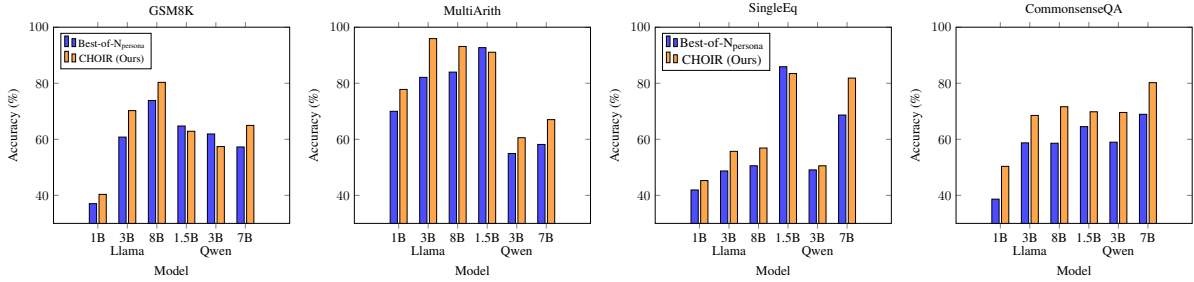 GSM8K
100
80
60
40
Accuracy (%)
Best-of-Npersona
CHOIR (Ours)
1B 3B 8B 1.5B 3B 7B
Llama Qwen
Model
MultiArith
100
80
60
40
Accuracy (%)
1B 3B 8B 1.5B 3B 7B
Llama Qwen
Model
SingleEq
100
80
60
40
Accuracy (%)
Best-of-Npersona
CHOIR (Ours)
1B 3B 8B 1.5B 3B 7B
Llama Qwen
Model
CommonsenseQA
100
80
60
40
Accuracy (%)
1B 3B 8B 1.5B 3B 7B
Llama Qwen
Model